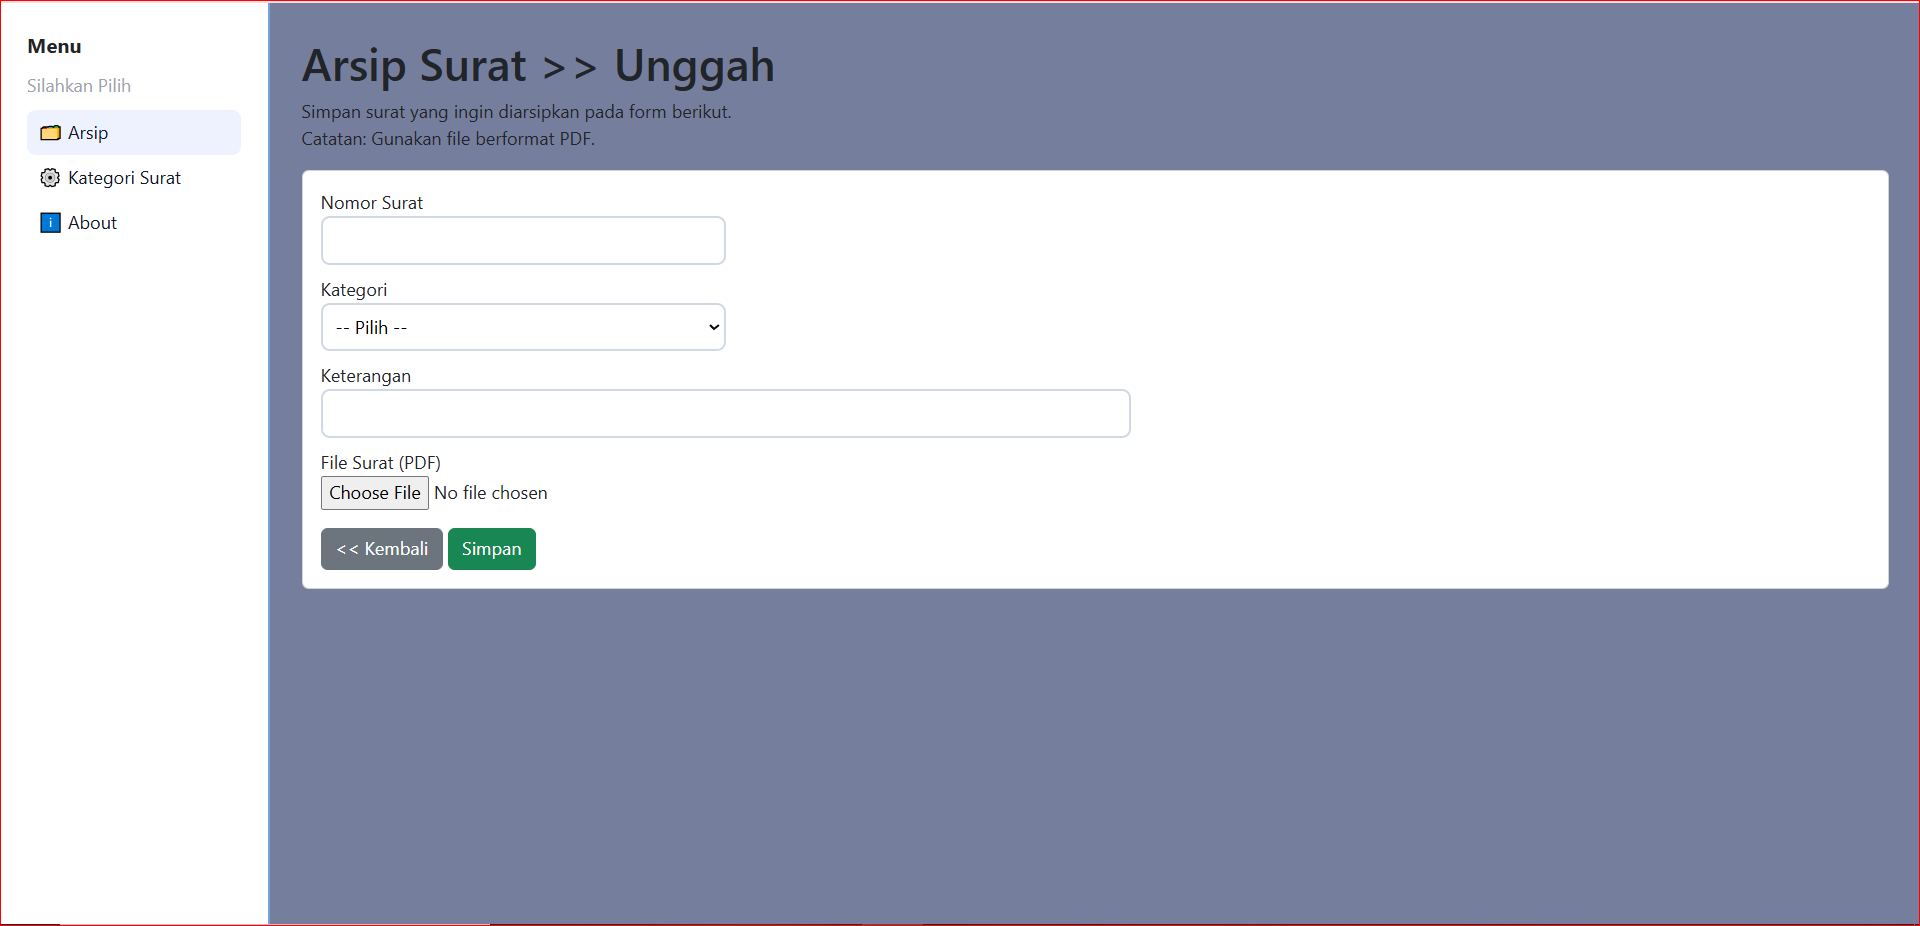 Menu
Silahkan Pilih
Arsip
Kategori Surat
About
Arsip Surat >> Unggah
Simpan surat yang ingin diarsipkan pada form berikut.
Catatan: Gunakan file berformat PDF.
Nomor Surat
Kategori
-- Pilih --
Keterangan
File Surat (PDF)
Choose File No file chosen
<< Kembali Simpan